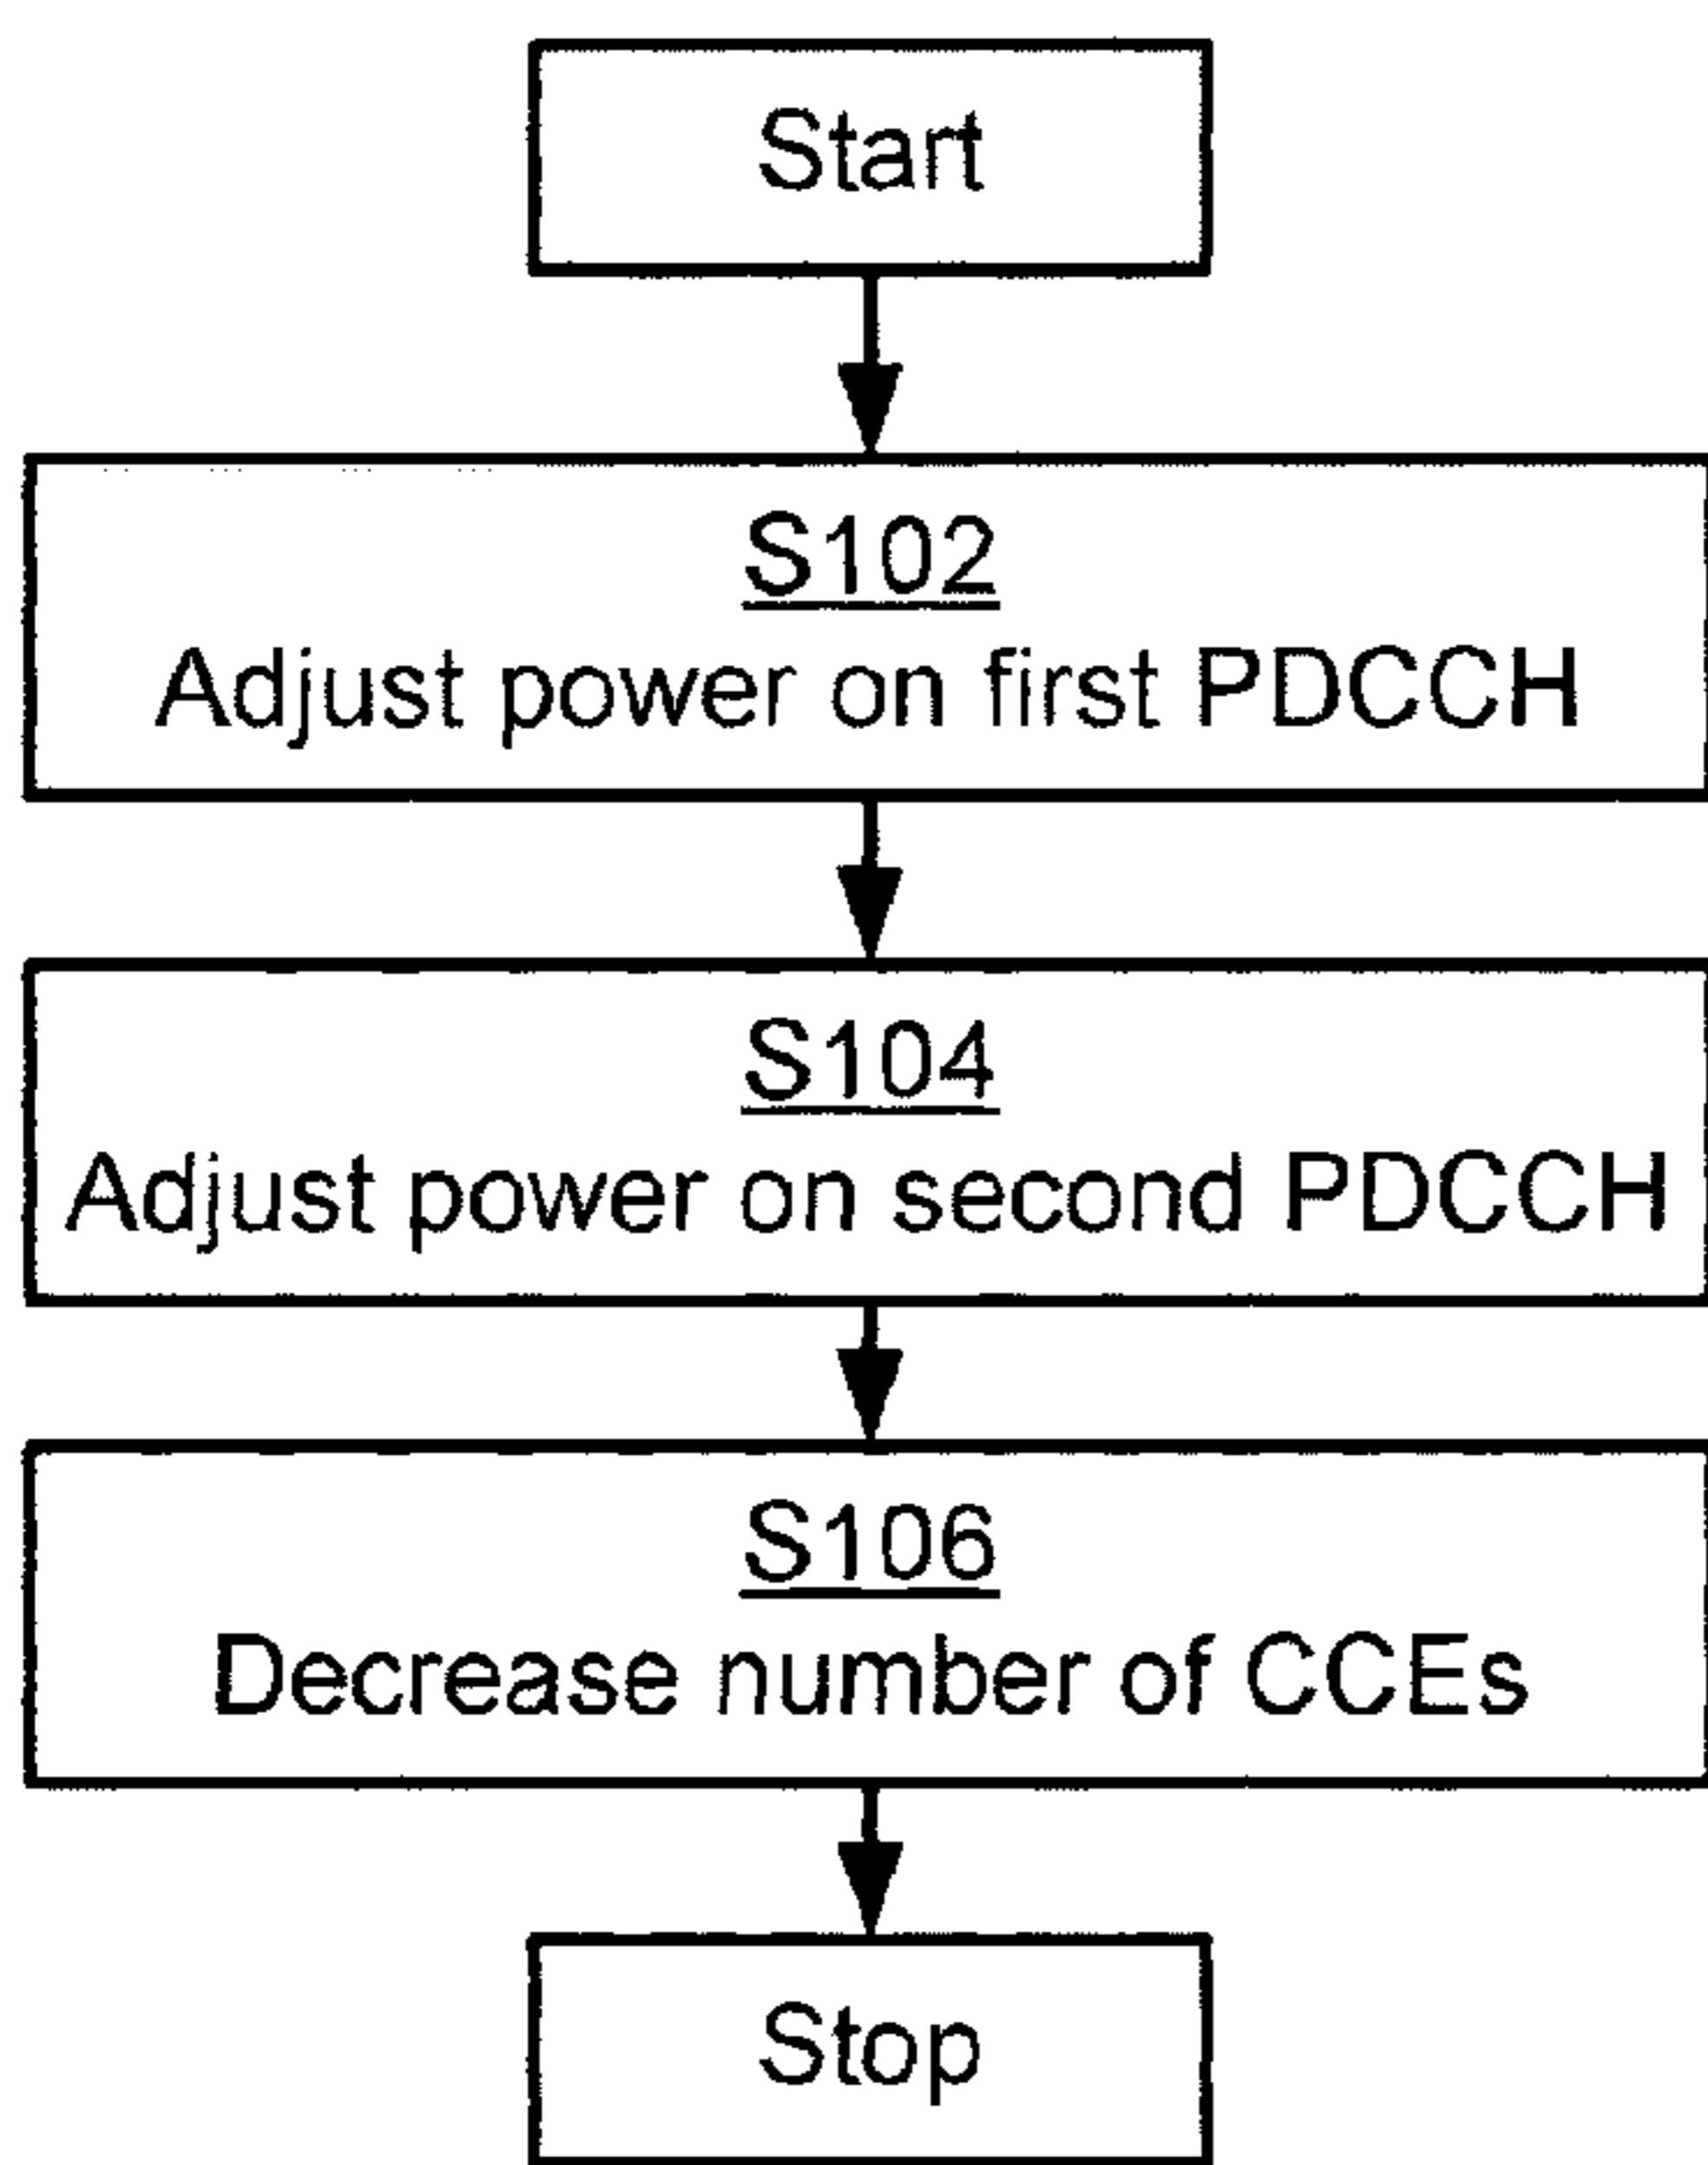 Start
S102
Adjust power on first PDCCH
S104
Adjust power on second PDCCH
S106
Decrease number of CCEs
Stop